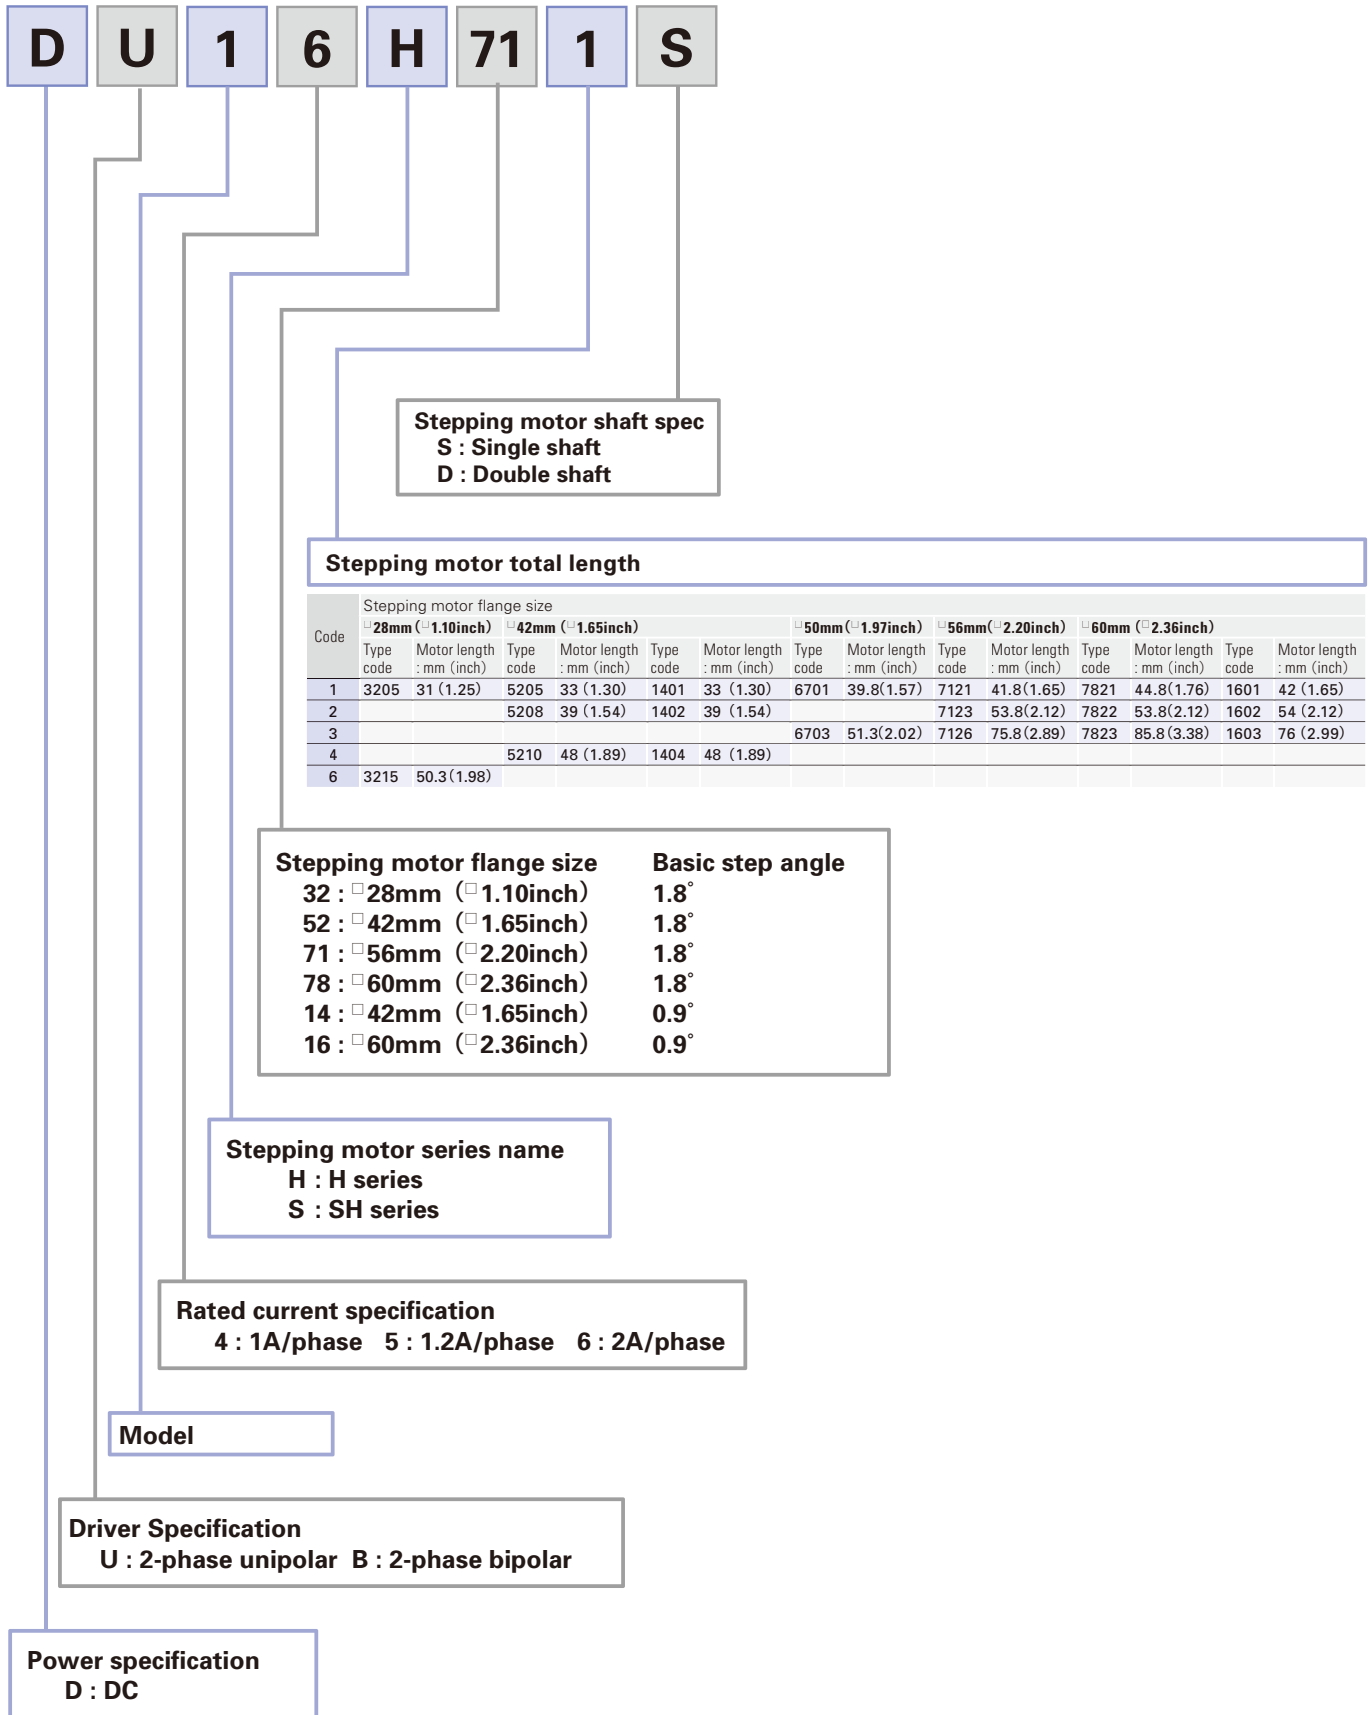 D U 1 6 H 71 1 S
Stepping motor shaft spec
S : Single shaft
D : Double shaft
Stepping motor total length
Code
Stepping motor flange size
□28mm (□1.10inch) □42mm (□1.65inch) □50mm (□1.97inch) □56mm(□2.20inch) □60mm (□2.36inch)
Type code Motor length : mm (inch) Type code Motor length : mm (inch) Type code Motor length : mm (inch) Type code Motor length : mm (inch) Type code Motor length : mm (inch) Type code Motor length : mm (inch) Type code Motor length : mm (inch)
1 3205 31 (1.25) 5205 33 (1.30) 1401 33 (1.30) 6701 39.8(1.57) 7121 41.8(1.65) 7821 44.8(1.76) 1601 42 (1.65)
2 5208 39 (1.54) 1402 39 (1.54) 7123 53.8(2.12) 7822 53.8(2.12) 1602 54 (2.12)
3 6703 51.3(2.02) 7126 75.8(2.89) 7823 85.8(3.38) 1603 76 (2.99)
4 5210 48 (1.89) 1404 48 (1.89)
6 3215 50.3(1.98)
Stepping motor flange size Basic step angle
32 : □28mm (□1.10inch) 1.8°
52 : □42mm (□1.65inch) 1.8°
71 : □56mm (□2.20inch) 1.8°
78 : □60mm (□2.36inch) 1.8°
14 : □42mm (□1.65inch) 0.9°
16 : □60mm (□2.36inch) 0.9°
Stepping motor series name
H : H series
S : SH series
Rated current specification
4 : 1A/phase 5 : 1.2A/phase 6 : 2A/phase
Model
Driver Specification
U : 2-phase unipolar B : 2-phase bipolar
Power specification
D : DC